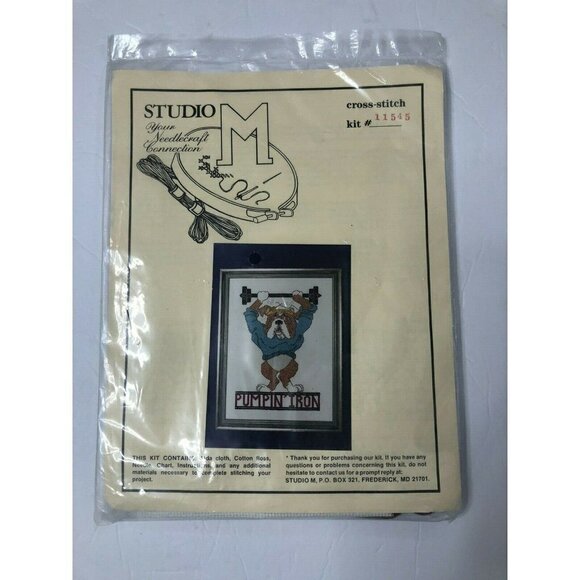 STUDIO M
Your
Needlecraft
Connection
cross-stitch
kit # 11545
PUMPIN' IRON
THIS KIT CONTAINS: Aida cloth, Cotton floss,
Needle, Chart, Instructions, and any additional
materials necessary to complete stitching your
project.
* Thank you for purchasing our kit. If you have any
questions or problems concerning this kit, do not
hesitate to contact us for a prompt reply at:
STUDIO M, P.O. BOX 321, FREDERICK, MD 21701.